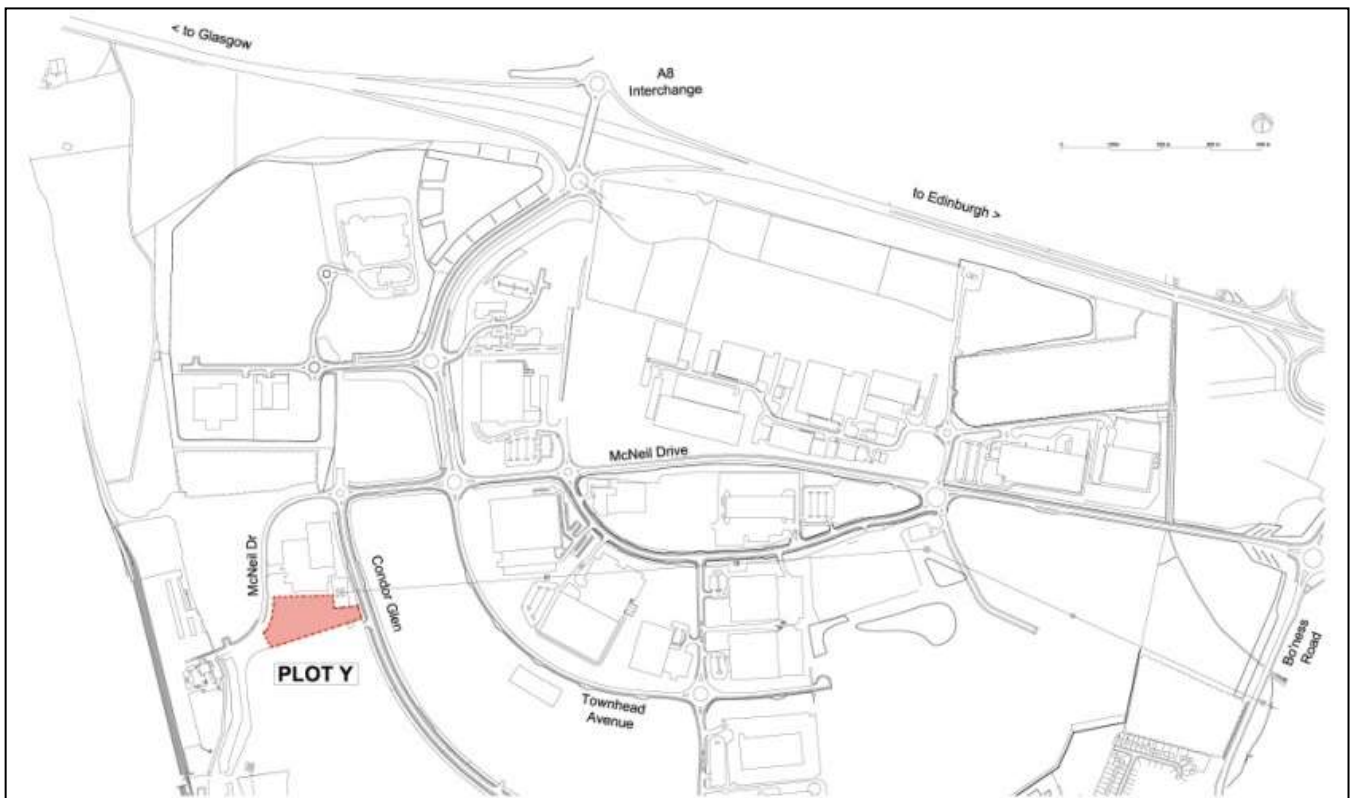 < to Glasgow
A8
Interchange
to Edinburgh >
McNeil Drive
McNeil Dr
Condor Glen
PLOT Y
Townhead
Avenue
Bo'ness
Road